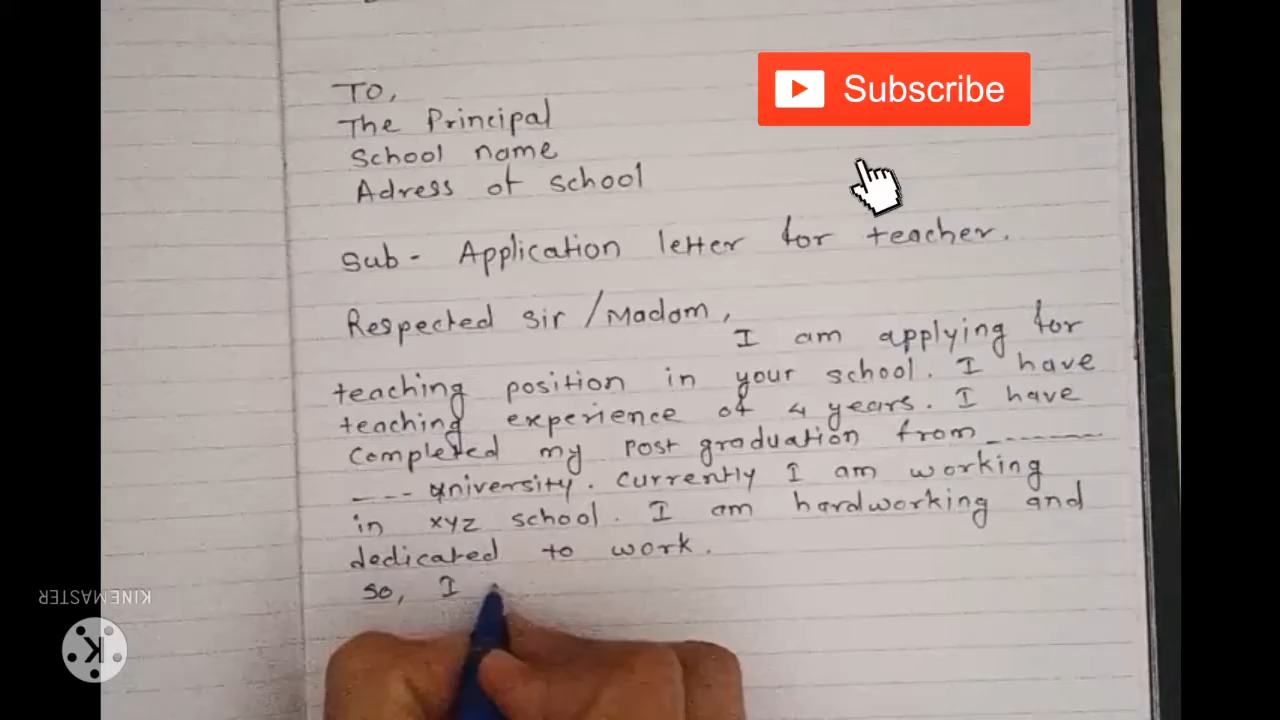 Subscribe
To,
The Principal
School name
Adress of school
Sub- Application letter for teacher.
Respected Sir /Madam,
I am applying for
teaching position in your school. I have
teaching experience of 4 years. I have
completed my post graduation from -------
---- university. Currently I am working
in xyz school. I am hardworking and
dedicated to work.
So, I
KINEMASTER
K